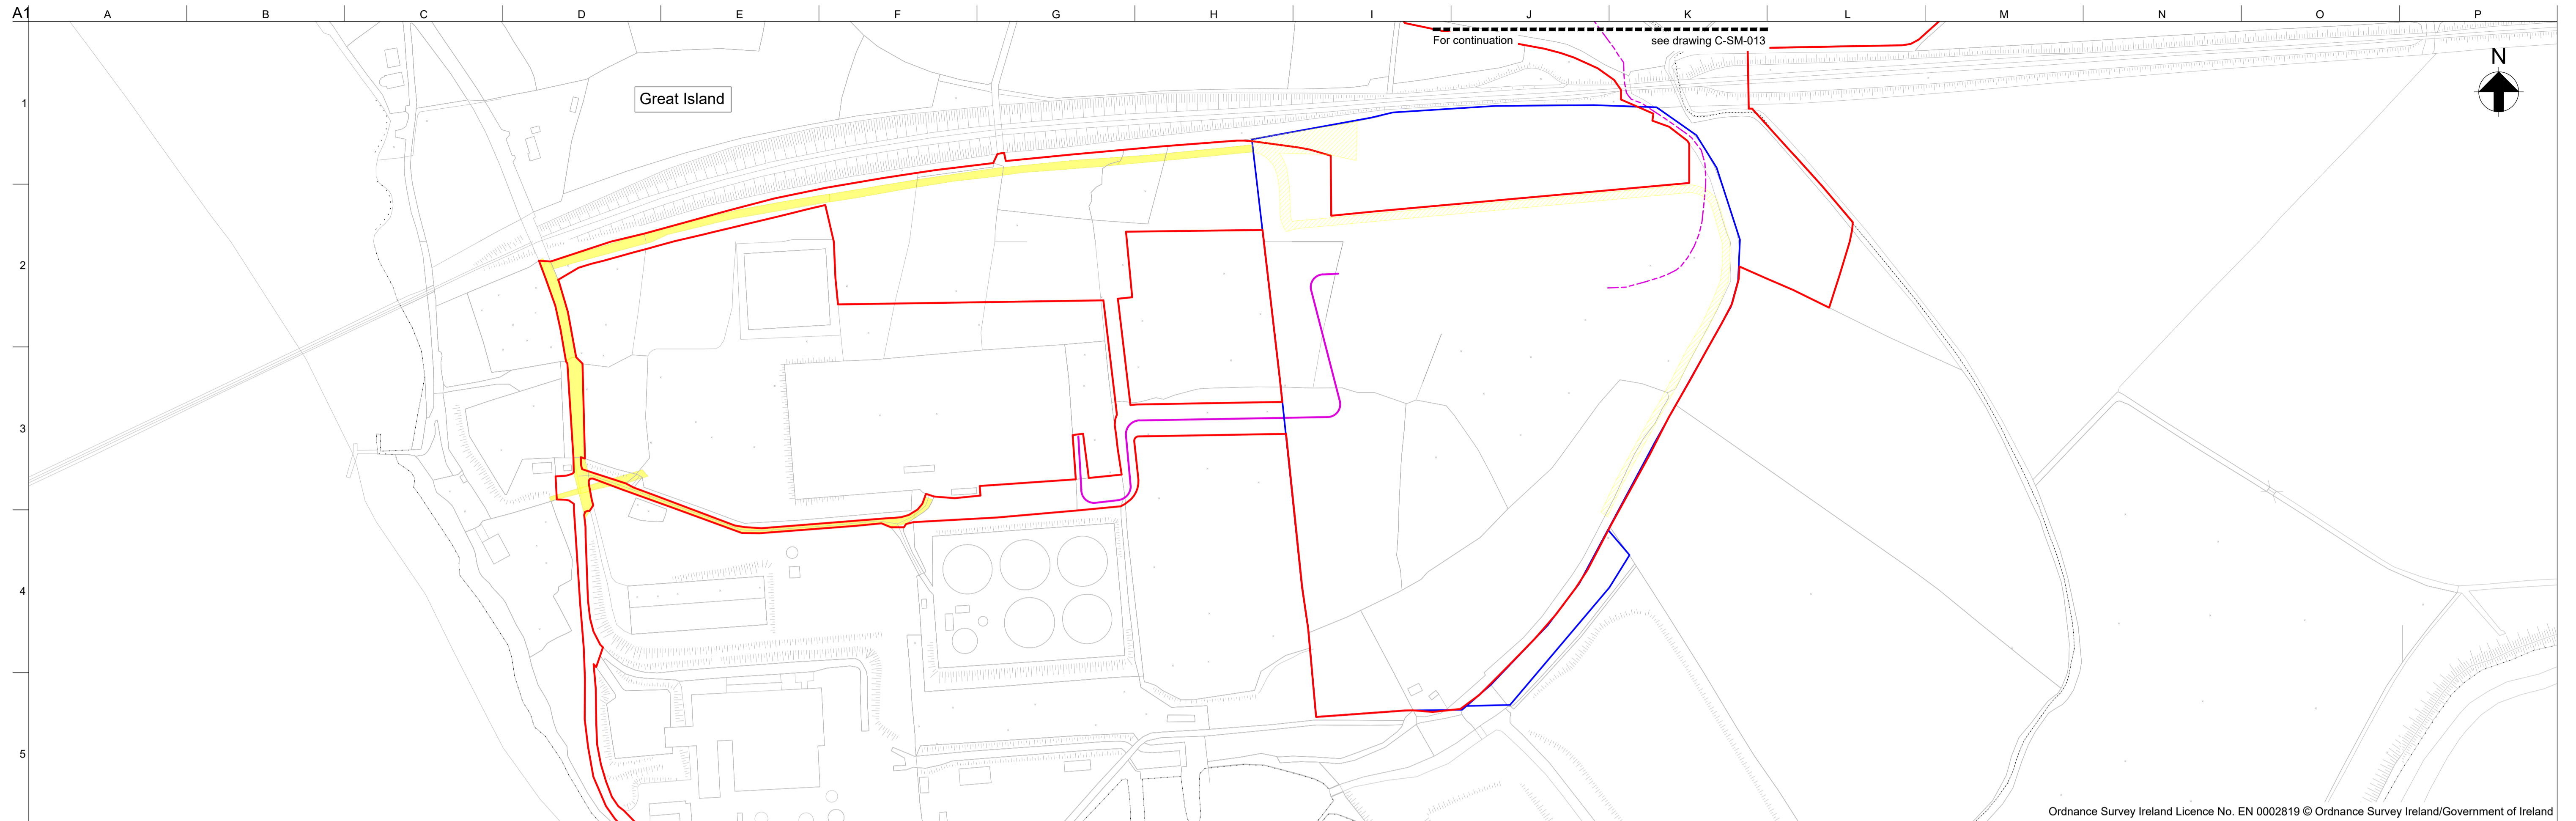 A1
A B C D E F G H I J K L M N O P
For continuation see drawing C-SM-013
N
Great Island
1
2
3
4
5
Ordnance Survey Ireland Licence No. EN 0002819 © Ordnance Survey Ireland/Government of Ireland